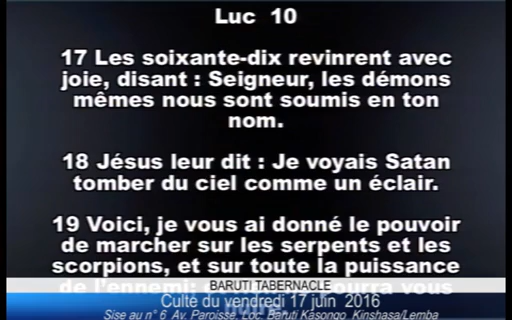 Luc 10
17 Les soixante-dix revinrent avec
joie, disant : Seigneur, les démons
mêmes nous sont soumis en ton
nom.
18 Jésus leur dit : Je voyais Satan
tomber du ciel comme un éclair.
19 Voici, je vous ai donné le pouvoir
de marcher sur les serpents et les
scorpions, et sur toute la puissance
de l'ennemi; vous
BARUTI TABERNACLE
Culte du vendredi 17 juin 2016
Sise au n° 6 Av. Paroisse, Loc. Baruti Kasongo Kinshasa/Lemba